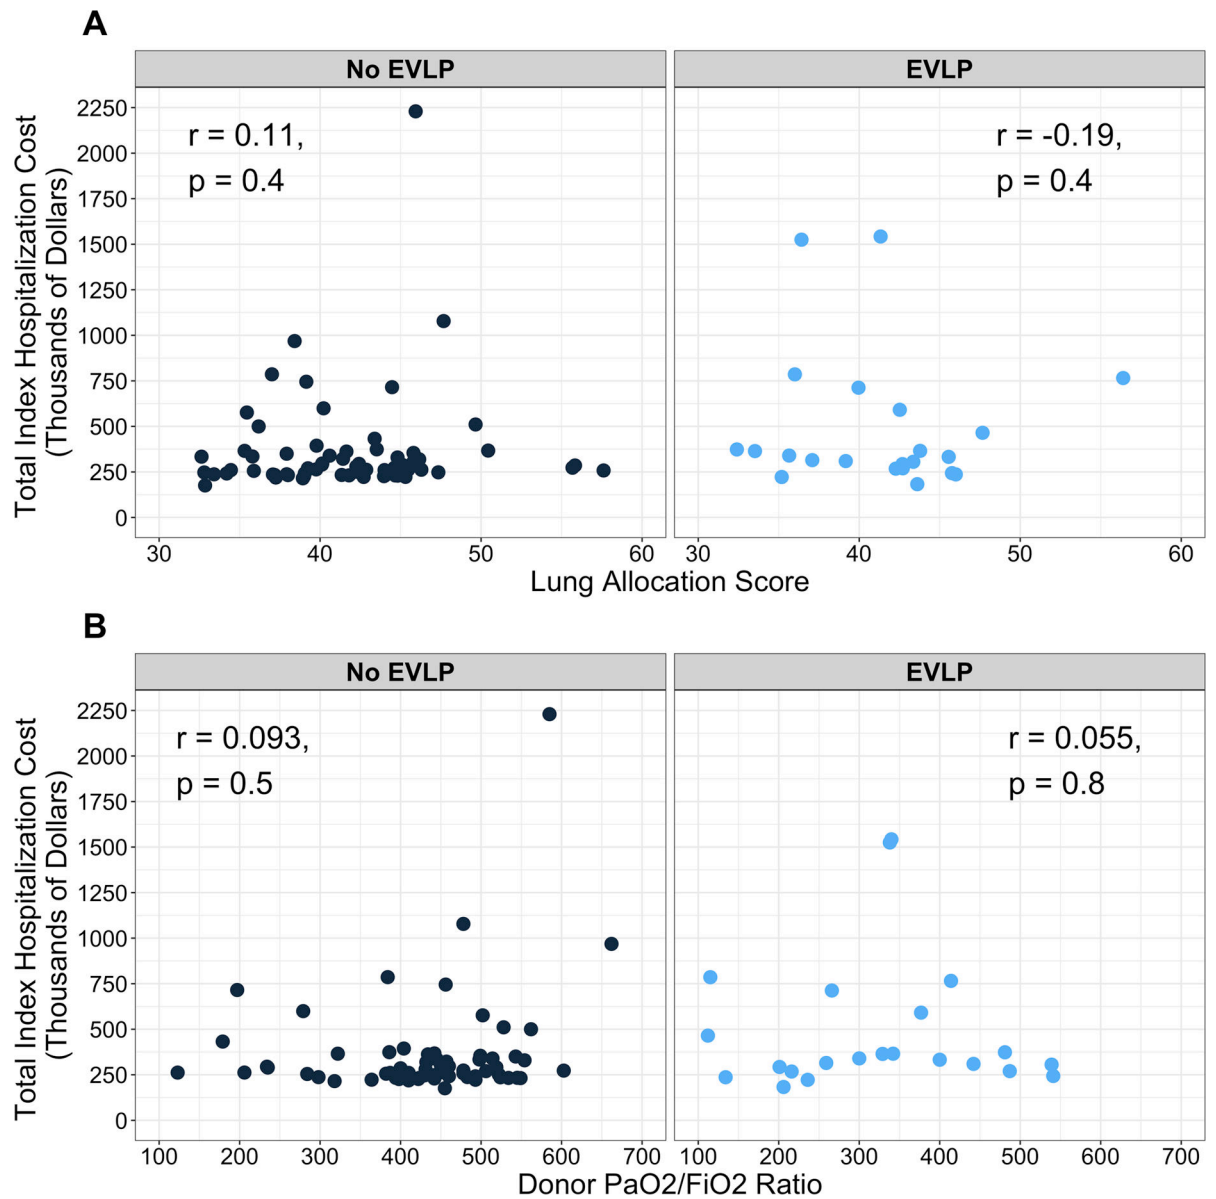 A
No EVLP
EVLP
Total Index Hospitalization Cost
(Thousands of Dollars)
2250
2000
1750
1500
1250
1000
750
500
250
0
r = 0.11,
p = 0.4
r = -0.19,
p = 0.4
30 40 50 60
30 40 50 60
Lung Allocation Score
B
No EVLP
EVLP
Total Index Hospitalization Cost
(Thousands of Dollars)
2250
2000
1750
1500
1250
1000
750
500
250
0
r = 0.093,
p = 0.5
r = 0.055,
p = 0.8
100 200 300 400 500 600 700
100 200 300 400 500 600 700
Donor PaO2/FiO2 Ratio